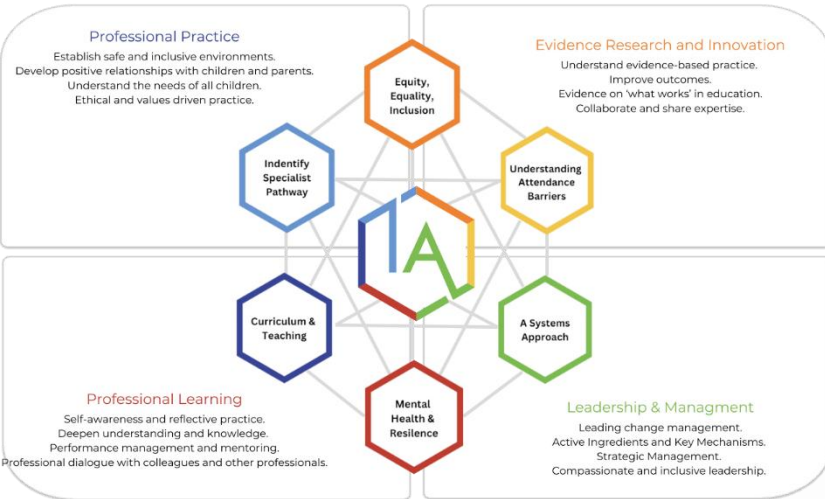 Professional Practice
Establish safe and inclusive environments.
Develop positive relationships with children and parents.
Understand the needs of all children.
Ethical and values driven practice.
Evidence Research and Innovation
Understand evidence-based practice.
Improve outcomes.
Evidence on ‘what works’ in education.
Collaborate and share expertise.
Equity,
Equality,
Inclusion
Indentify
Specialist
Pathway
Understanding
Attendance
Barriers
1A
Curriculum &
Teaching
A Systems
Approach
Mental
Health &
Resilence
Professional Learning
Self-awareness and reflective practice.
Deepen understanding and knowledge.
Performance management and mentoring.
Professional dialogue with colleagues and other professionals.
Leadership & Managment
Leading change management.
Active Ingredients and Key Mechanisms.
Strategic Management.
Compassionate and inclusive leadership.